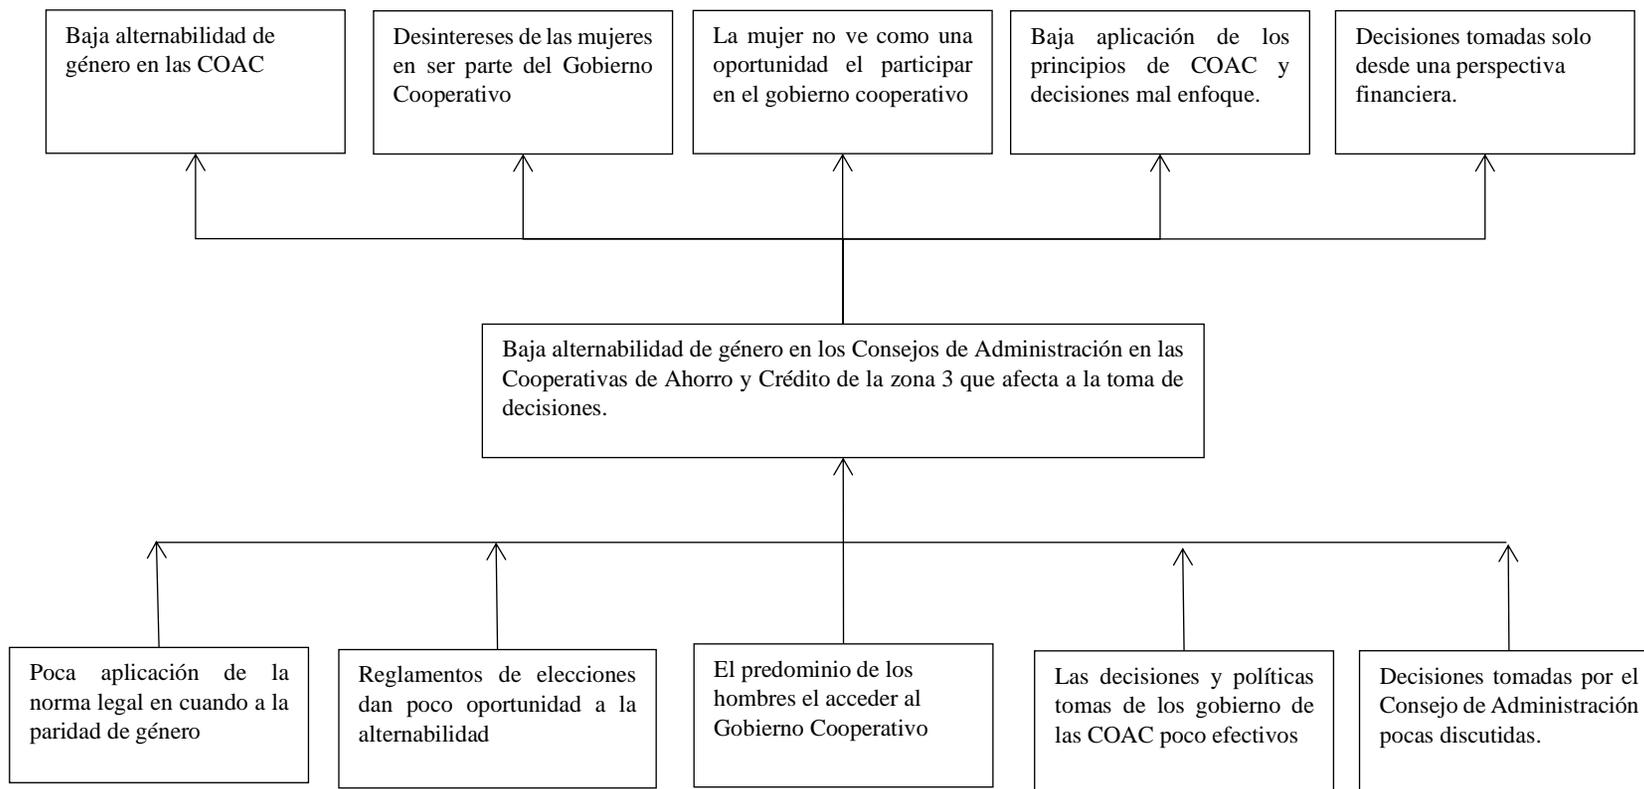 Baja alternabilidad de
género en las COAC
Desintereses de las mujeres
en ser parte del Gobierno
Cooperativo
La mujer no ve como una
oportunidad el participar
en el gobierno cooperativo
Baja aplicación de los
principios de COAC y
decisiones mal enfoque.
Decisiones tomadas solo
desde una perspectiva
financiera.
Baja alternabilidad de género en los Consejos de Administración en las
Cooperativas de Ahorro y Crédito de la zona 3 que afecta a la toma de
decisiones.
Poca aplicación de la
norma legal en cuando a la
paridad de género
Reglamentos de elecciones
dan poco oportunidad a la
alternabilidad
El predominio de los
hombres el acceder al
Gobierno Cooperativo
Las decisiones y políticas
tomas de los gobierno de
las COAC poco efectivos
Decisiones tomadas por el
Consejo de Administración
pocas discutidas.